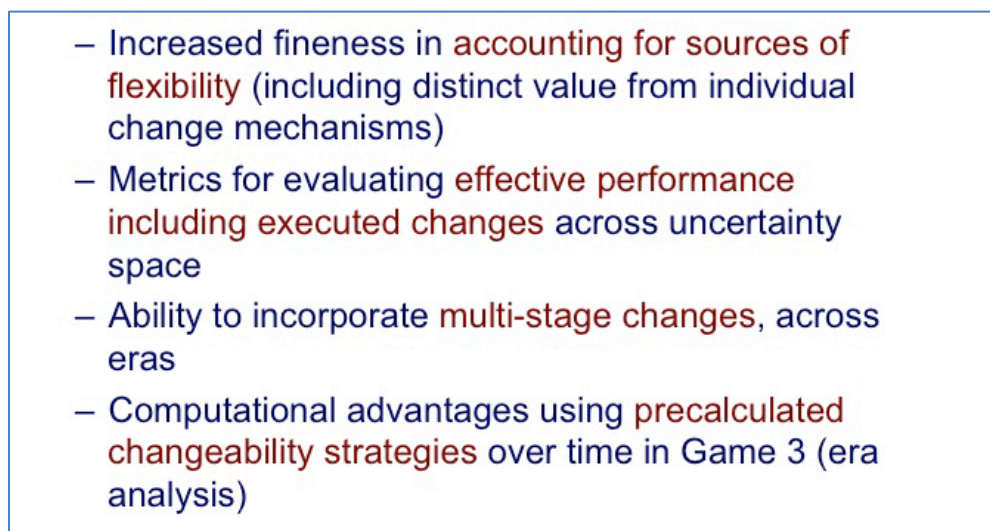 – Increased fineness in accounting for sources of
flexibility (including distinct value from individual
change mechanisms)
– Metrics for evaluating effective performance
including executed changes across uncertainty
space
– Ability to incorporate multi-stage changes, across
eras
– Computational advantages using precalculated
changeability strategies over time in Game 3 (era
analysis)